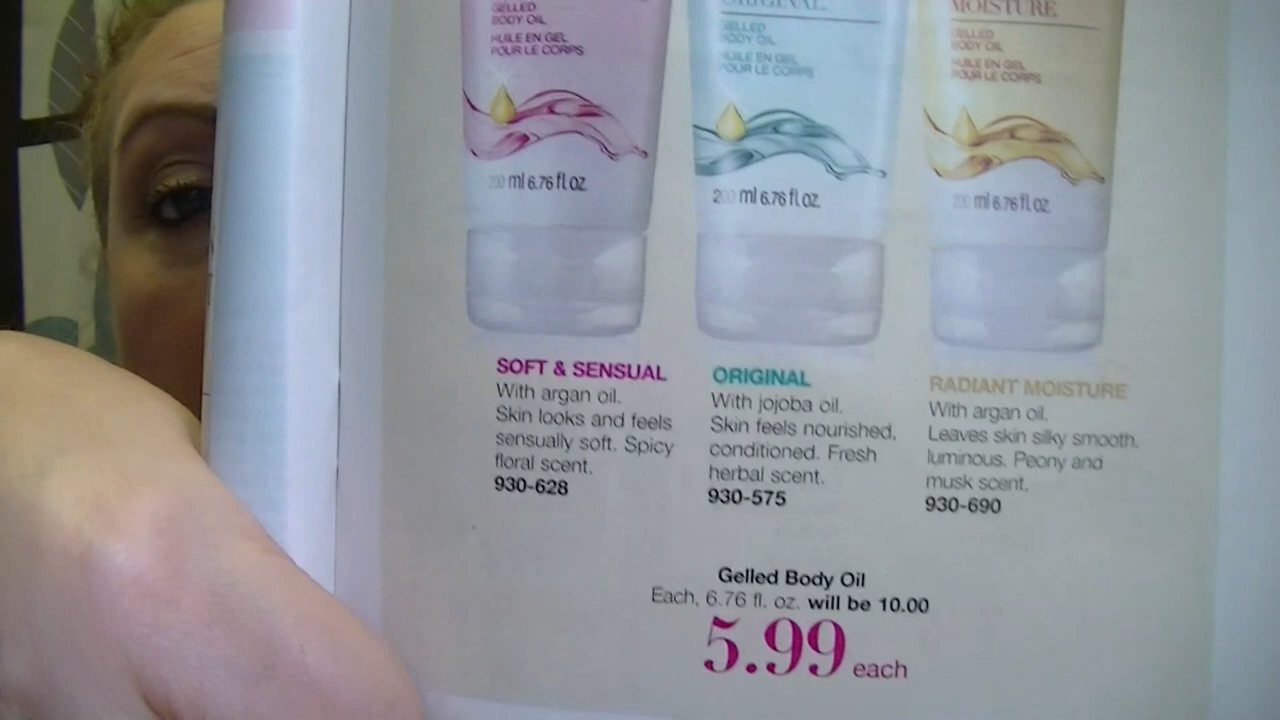 GELLED
BODY OIL
HUILE EN GEL
POUR LE CORPS
200 ml 6.76 fl oz
ORIGINAL
GELLED
BODY OIL
HUILE EN GEL
POUR LE CORPS
200 ml 6.76 fl oz
MOISTURE
GELLED
BODY OIL
HUILE EN GEL
POUR LE CORPS
200 ml 6.76 fl oz
SOFT & SENSUAL
With argan oil.
Skin looks and feels
sensually soft. Spicy
floral scent.
930-628
ORIGINAL
With jojoba oil.
Skin feels nourished,
conditioned. Fresh
herbal scent.
930-575
RADIANT MOISTURE
With argan oil.
Leaves skin silky smooth,
luminous. Peony and
musk scent.
930-690
Gelled Body Oil
Each, 6.76 fl. oz. will be 10.00
5.99 each